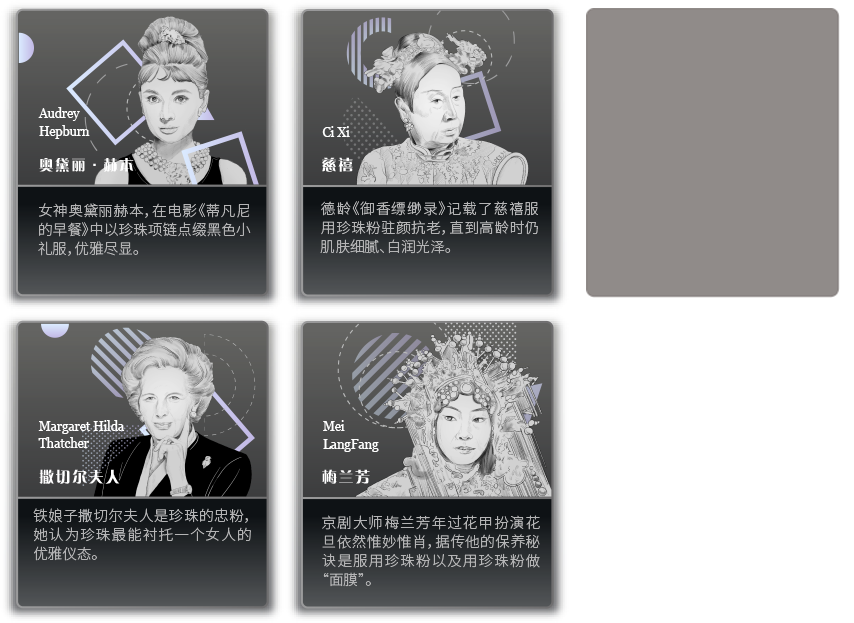 Audrey
Hepburn
奥黛丽·赫本
女神奥黛丽赫本，在电影《蒂凡尼
的早餐》中以珍珠项链点缀黑色小
礼服，优雅尽显。
Ci Xi
慈禧
德龄《御香缥缈录》记载了慈禧服
用珍珠粉驻颜抗老，直到高龄时仍
肌肤细腻、白润光泽。
Margaret Hilda
Thatcher
撒切尔夫人
铁娘子撒切尔夫人是珍珠的忠粉，
她认为珍珠最能衬托一个女人的
优雅仪态。
Mei
LangFang
梅兰芳
京剧大师梅兰芳年过花甲扮演花
旦依然惟妙惟肖，据传他的保养秘
诀是服用珍珠粉以及用珍珠粉做
“面膜”。